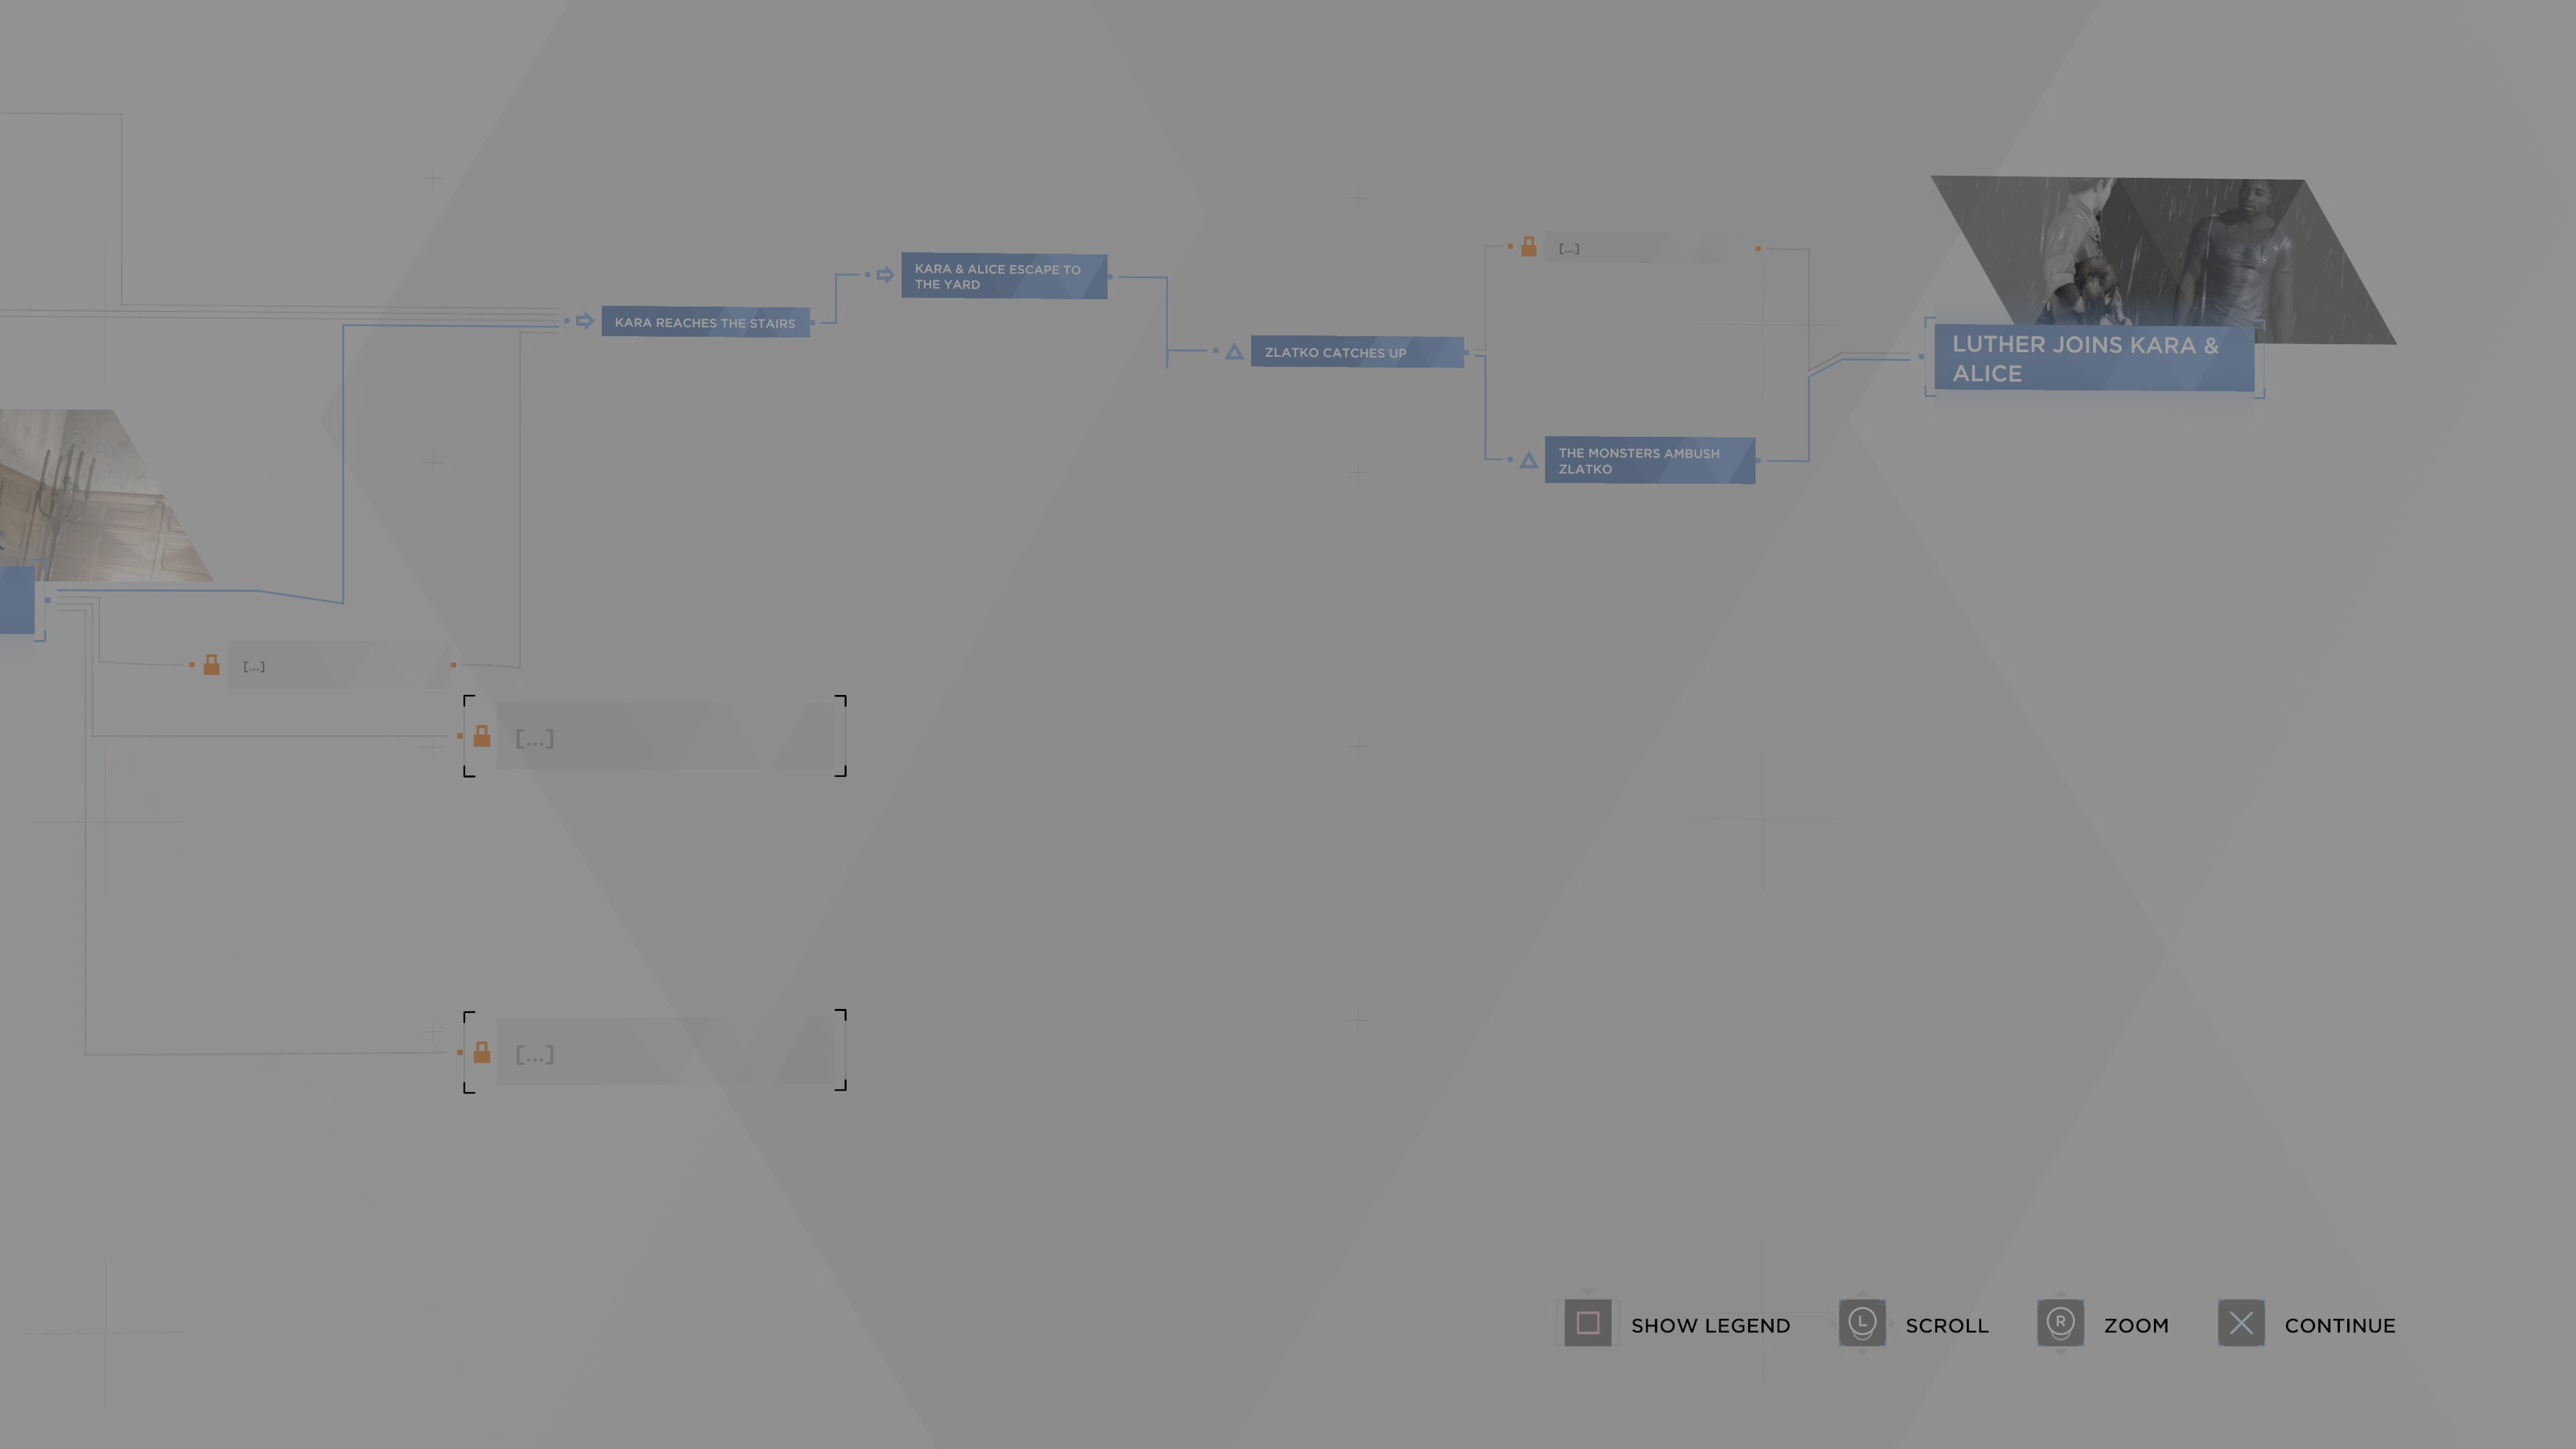 KARA & ALICE ESCAPE TO
THE YARD
KARA REACHES THE STAIRS
ZLATKO CATCHES UP
[...]
THE MONSTERS AMBUSH
ZLATKO
LUTHER JOINS KARA &
ALICE
[...]
[...]
[...]
SHOW LEGEND
L
SCROLL
R
ZOOM
CONTINUE